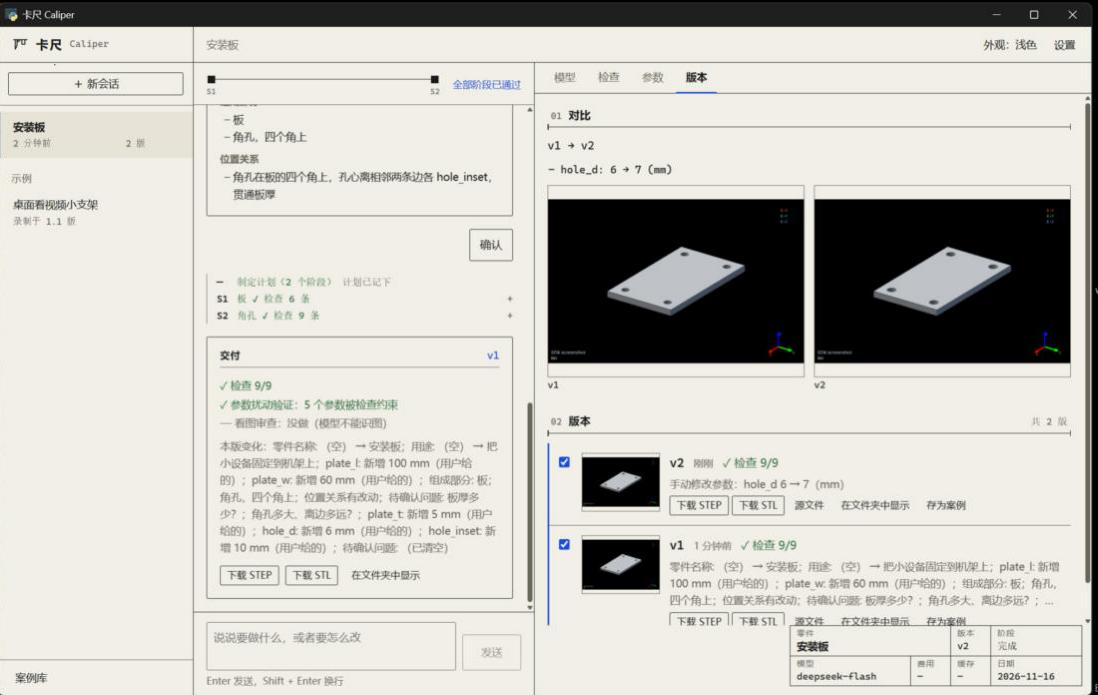 卡尺 Caliper
卡尺 Caliper
安装板
外观：浅色
设置
+ 新会话
安装板
2 分钟前
2 版
示例
桌面看视频小支架
录制于 1.1 版
案例库
S1
S2
全部阶段已通过
– 板
– 角孔，四个角上
位置关系
– 角孔在板的四个角上，孔心离相邻两条边各 hole_inset，
贯通板厚
确认
— 制定计划（2 个阶段） 计划已记下
S1 板 ✓ 检查 6 条 +
S2 角孔 ✓ 检查 9 条 +
交付
v1
✓ 检查 9/9
✓ 参数扰动验证：5 个参数被检查约束
— 看图审查：没做（模型不能识图）
本版变化：零件名称: （空） → 安装板；用途: （空） → 把
小设备固定到机架上；plate_l: 新增 100 mm（用户给
的）；plate_w: 新增 60 mm（用户给的）；组成部分: 板；
角孔，四个角上；位置关系有改动；待确认问题: 板厚多
少？；角孔多大、离边多远？；plate_t: 新增 5 mm（用户
给的）；hole_d: 新增 6 mm（用户给的）；hole_inset: 新
增 10 mm（用户给的）；待确认问题: （已清空）
下载 STEP
下载 STL
在文件夹中显示
说说要做什么，或者要怎么改
发送
Enter 发送，Shift + Enter 换行
模型
检查
参数
版本
01 对比
v1 → v2
– hole_d: 6 → 7 (mm)
v1
v2
02 版本
共 2 版
v2 刚刚 ✓ 检查 9/9
手动修改参数：hole_d 6 → 7（mm）
下载 STEP
下载 STL
源文件
在文件夹中显示
存为案例
v1 1 分钟前 ✓ 检查 9/9
零件名称: （空） → 安装板；用途: （空） → 把小设备固定到机架上；plate_l: 新增
100 mm（用户给的）；plate_w: 新增 60 mm（用户给的）；组成部分: 板；角孔，
四个角上；位置关系有改动；待确认问题: 板厚多少？；角孔多大、离边多远？；…
下载 STEP
下载 STL
源文件
在文件夹中显示
存为案例
零件
安装板
版本
v2
阶段
完成
模型
deepseek-flash
费用
–
缓存
–
日期
2026-11-16